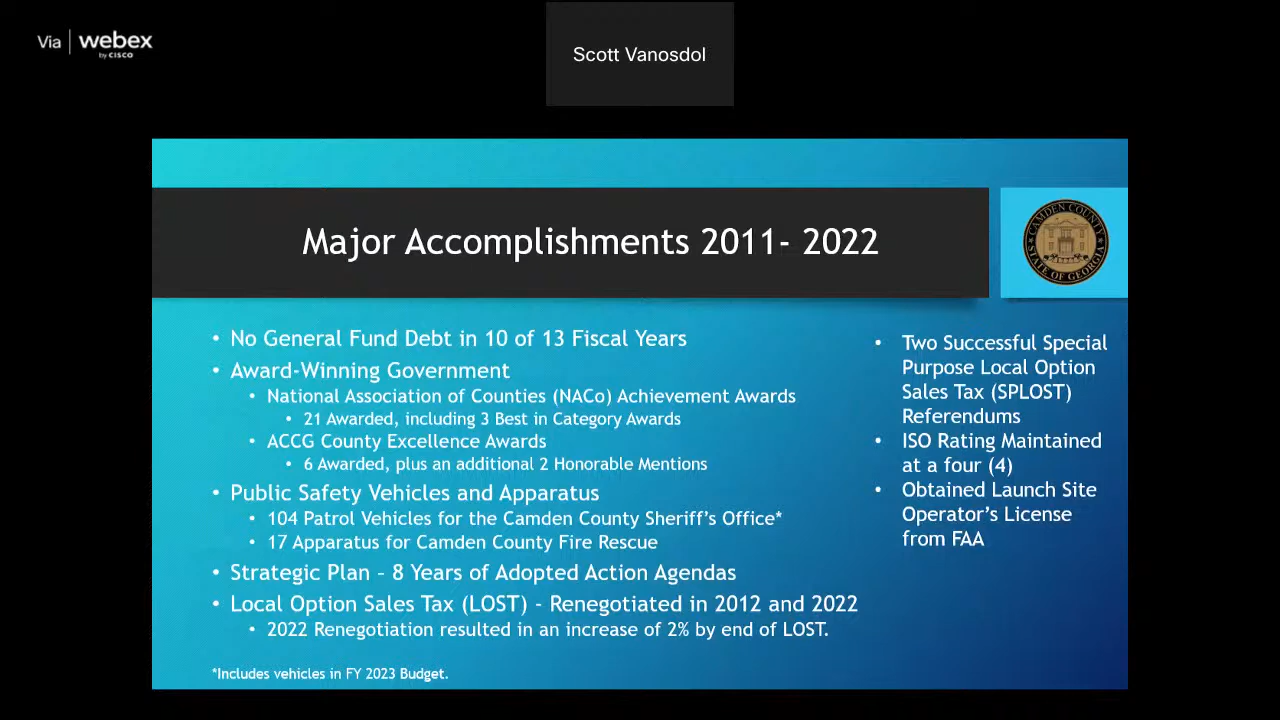 Via webex
by CISCO
Scott Vanosdol
Major Accomplishments 2011- 2022
CAMDEN COUNTY
STATE OF GEORGIA
• No General Fund Debt in 10 of 13 Fiscal Years
• Award-Winning Government
• National Association of Counties (NACo) Achievement Awards
• 21 Awarded, including 3 Best in Category Awards
• ACCG County Excellence Awards
• 6 Awarded, plus an additional 2 Honorable Mentions
• Public Safety Vehicles and Apparatus
• 104 Patrol Vehicles for the Camden County Sheriff's Office*
• 17 Apparatus for Camden County Fire Rescue
• Strategic Plan – 8 Years of Adopted Action Agendas
• Local Option Sales Tax (LOST) - Renegotiated in 2012 and 2022
• 2022 Renegotiation resulted in an increase of 2% by end of LOST.
*Includes vehicles in FY 2023 Budget.
• Two Successful Special
Purpose Local Option
Sales Tax (SPLOST)
Referendums
• ISO Rating Maintained
at a four (4)
• Obtained Launch Site
Operator's License
from FAA